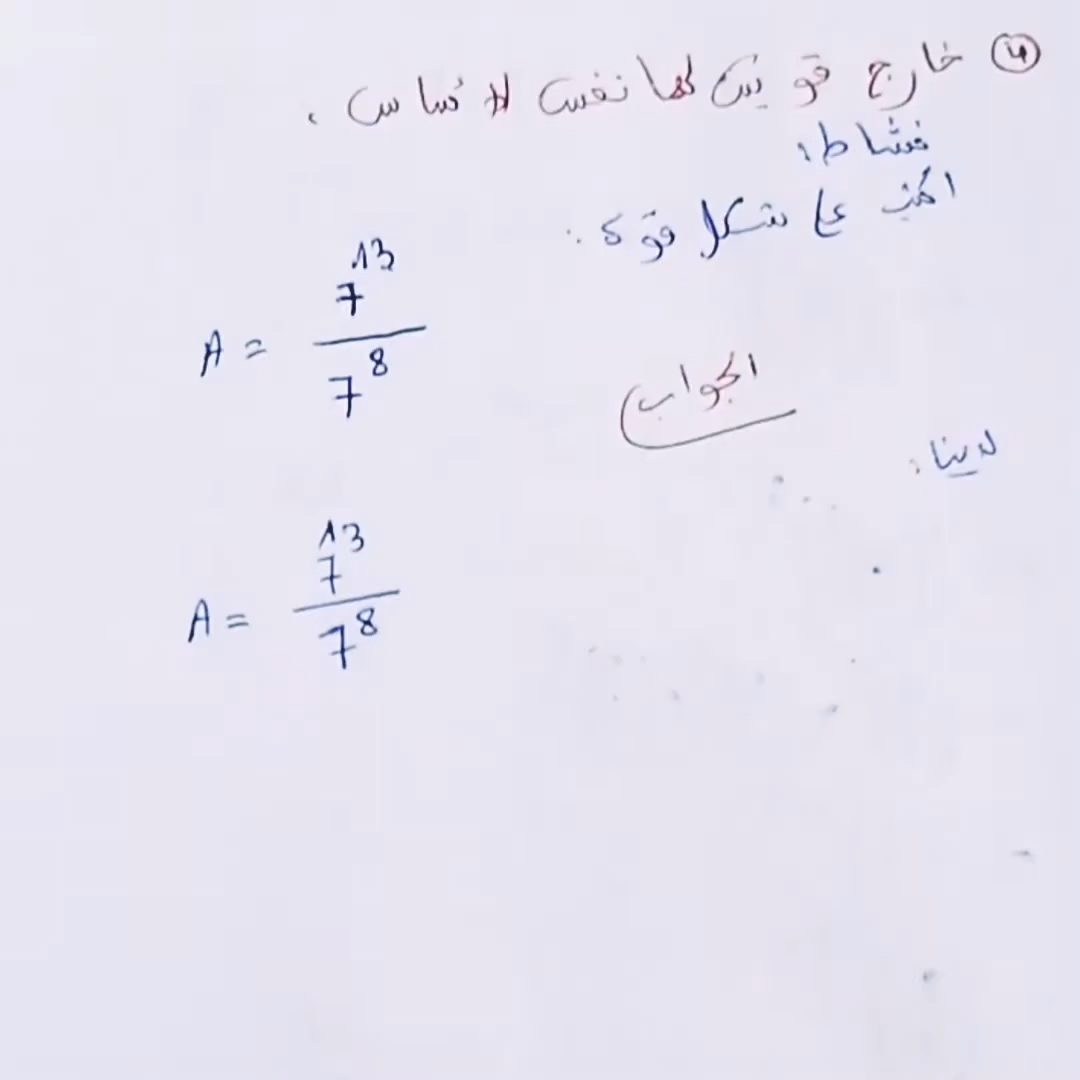 ④ خارج قوتين لهما نفس الأساس.
نشاط:
اكتب على شكل قوة:
A = 7^13 / 7^8
الجواب
لدينا:
A = 7^13 / 7^8